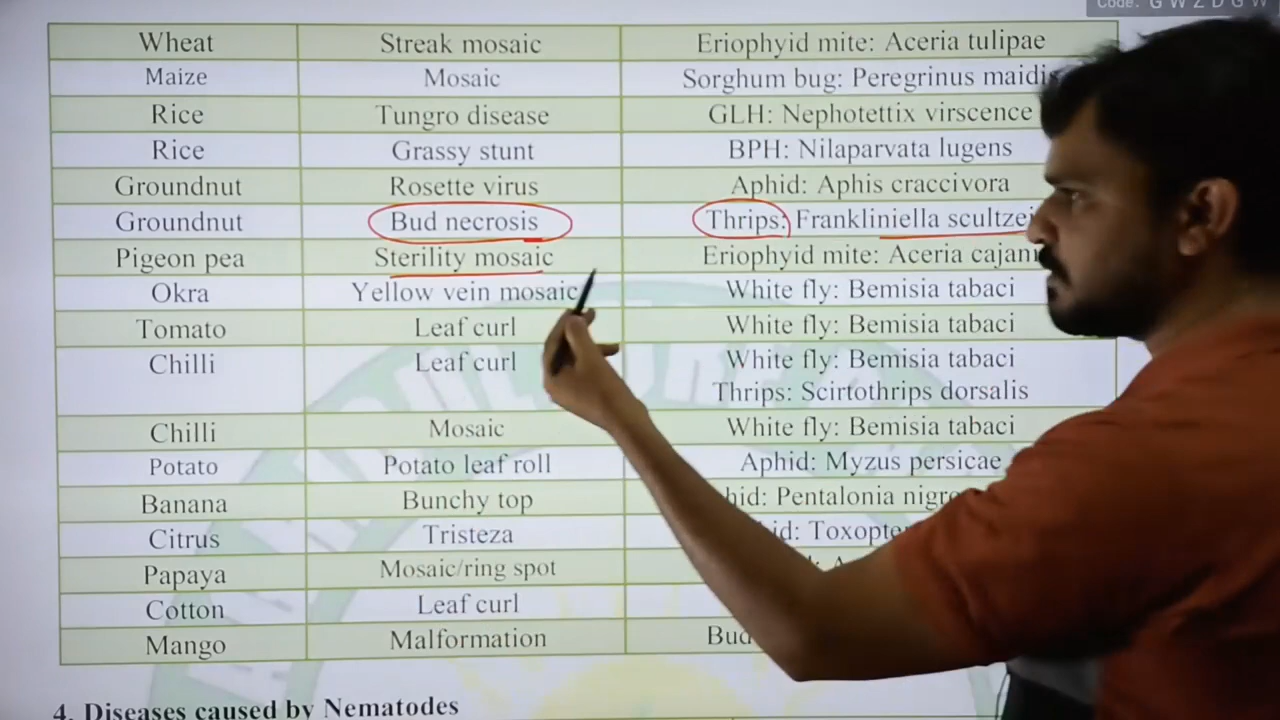 Code: G W Z D G W
Wheat Streak mosaic Eriophyid mite: Aceria tulipae
Maize Mosaic Sorghum bug: Peregrinus maidis
Rice Tungro disease GLH: Nephotettix virscence
Rice Grassy stunt BPH: Nilaparvata lugens
Groundnut Rosette virus Aphid: Aphis craccivora
Groundnut Bud necrosis Thrips: Frankliniella scultzei
Pigeon pea Sterility mosaic Eriophyid mite: Aceria cajani
Okra Yellow vein mosaic White fly: Bemisia tabaci
Tomato Leaf curl White fly: Bemisia tabaci
Chilli Leaf curl White fly: Bemisia tabaci
Thrips: Scirtothrips dorsalis
Chilli Mosaic White fly: Bemisia tabaci
Potato Potato leaf roll Aphid: Myzus persicae
Banana Bunchy top Pentalonia
Citrus Tristeza
Papaya Mosaic/ring spot
Cotton Leaf curl
Mango Malformation Bud
4. Diseases caused by Nematodes